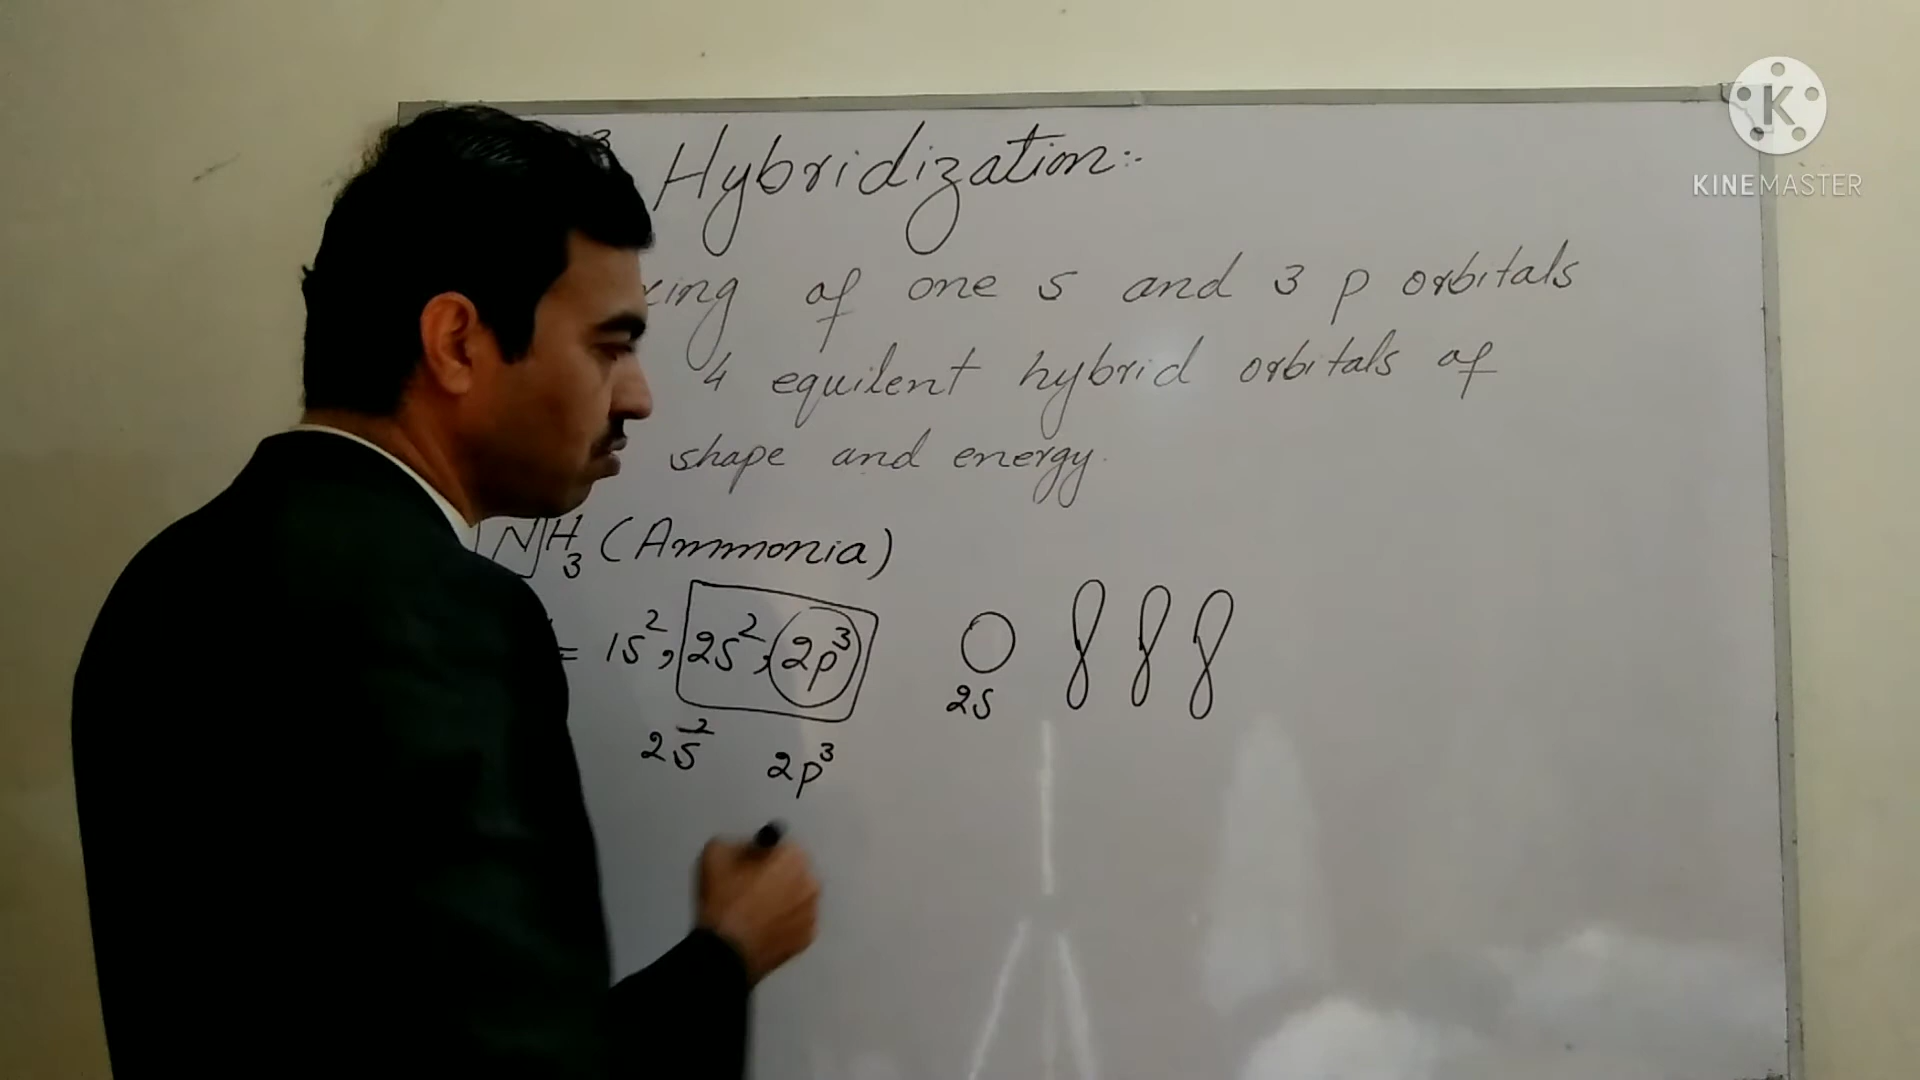 3 Hybridization:-
K
KINEMASTER
of one s and 3 p orbitals
4 equilent hybrid orbitals of
shape and energy.
NH3 (Ammonia)
= 1s², 2s², 2p³
2s
2s² 2p³